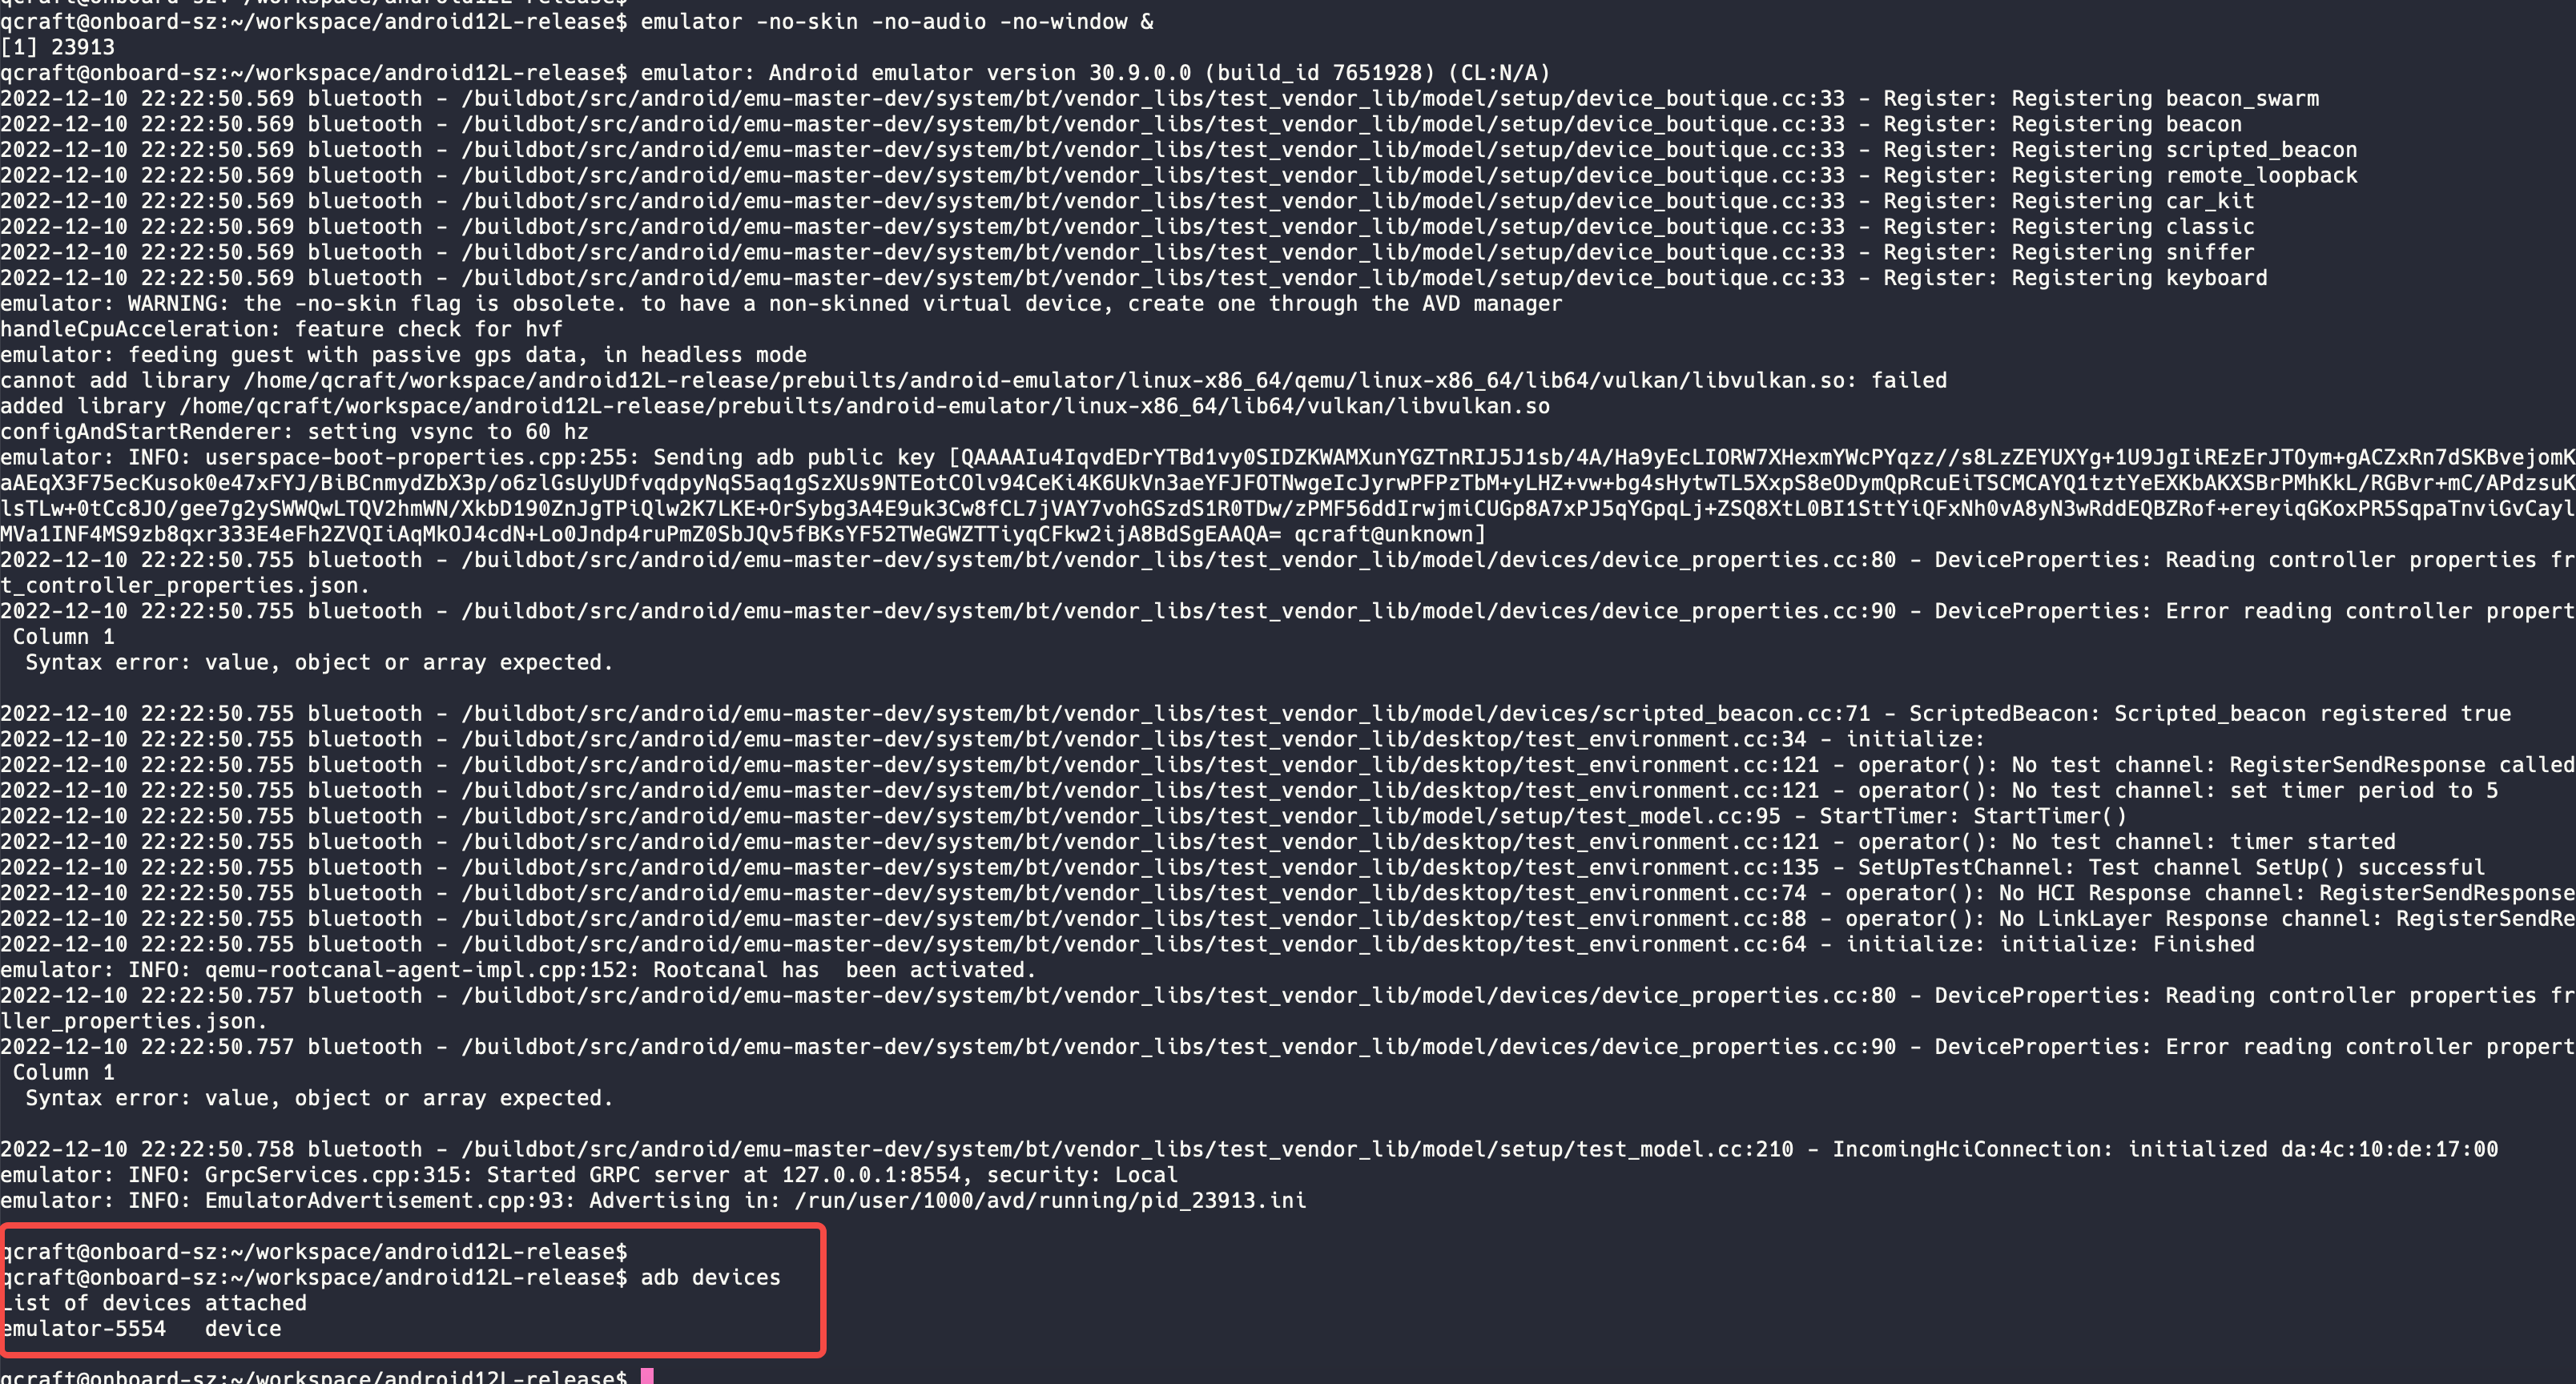 qcraft@onboard-sz:~/workspace/android12L-release$
qcraft@onboard-sz:~/workspace/android12L-release$ emulator -no-skin -no-audio -no-window &
[1] 23913
qcraft@onboard-sz:~/workspace/android12L-release$ emulator: Android emulator version 30.9.0.0 (build_id 7651928) (CL:N/A)
2022-12-10 22:22:50.569 bluetooth - /buildbot/src/android/emu-master-dev/system/bt/vendor_libs/test_vendor_lib/model/setup/device_boutique.cc:33 - Register: Registering beacon_swarm
2022-12-10 22:22:50.569 bluetooth - /buildbot/src/android/emu-master-dev/system/bt/vendor_libs/test_vendor_lib/model/setup/device_boutique.cc:33 - Register: Registering beacon
2022-12-10 22:22:50.569 bluetooth - /buildbot/src/android/emu-master-dev/system/bt/vendor_libs/test_vendor_lib/model/setup/device_boutique.cc:33 - Register: Registering scripted_beacon
2022-12-10 22:22:50.569 bluetooth - /buildbot/src/android/emu-master-dev/system/bt/vendor_libs/test_vendor_lib/model/setup/device_boutique.cc:33 - Register: Registering remote_loopback
2022-12-10 22:22:50.569 bluetooth - /buildbot/src/android/emu-master-dev/system/bt/vendor_libs/test_vendor_lib/model/setup/device_boutique.cc:33 - Register: Registering car_kit
2022-12-10 22:22:50.569 bluetooth - /buildbot/src/android/emu-master-dev/system/bt/vendor_libs/test_vendor_lib/model/setup/device_boutique.cc:33 - Register: Registering classic
2022-12-10 22:22:50.569 bluetooth - /buildbot/src/android/emu-master-dev/system/bt/vendor_libs/test_vendor_lib/model/setup/device_boutique.cc:33 - Register: Registering sniffer
2022-12-10 22:22:50.569 bluetooth - /buildbot/src/android/emu-master-dev/system/bt/vendor_libs/test_vendor_lib/model/setup/device_boutique.cc:33 - Register: Registering keyboard
emulator: WARNING: the -no-skin flag is obsolete. to have a non-skinned virtual device, create one through the AVD manager
handleCpuAcceleration: feature check for hvf
emulator: feeding guest with passive gps data, in headless mode
cannot add library /home/qcraft/workspace/android12L-release/prebuilts/android-emulator/linux-x86_64/qemu/linux-x86_64/lib64/vulkan/libvulkan.so: failed
added library /home/qcraft/workspace/android12L-release/prebuilts/android-emulator/linux-x86_64/lib64/vulkan/libvulkan.so
configAndStartRenderer: setting vsync to 60 hz
emulator: INFO: userspace-boot-properties.cpp:255: Sending adb public key [QAAAAIu4IqvdEDrYTBd1vy0SIDZKWAMXunYGZTnRIJ5J1sb/4A/Ha9yEcLIORW7XHexmYWcPYqzz//s8LzZEYUXYg+1U9JgIiREzErJTOym+gACZxRn7dSKBvejomK
aAEqX3F75ecKusok0e47xFYJ/BiBCnmydZbX3p/o6zlGsUyUDfvqdpyNqS5aq1gSzXUs9NTEotCOlv94CeKi4K6UkVn3aeYFJFOTNwgeIcJyrwPFPzTbM+yLHZ+vw+bg4sHytwTL5XxpS8eODymQpRcuEiTSCMCAYQ1tztYeEXKbAKXSBrPMhKkL/RGBvr+mC/APdzsuK
lsTLw+0tCc8JO/gee7g2ySWWQwLTQV2hmWN/XkbD190ZnJgTPiQlw2K7LKE+OrSybg3A4E9uk3Cw8fCL7jVAY7vohGSzdS1R0TDw/zPMF56ddIrwjmiCUGp8A7xPJ5qYGpqLj+ZSQ8XtL0BI1SttYiQFxNh0vA8yN3wRddEQBZRof+ereyiqGKoxPR5SqpaTnviGvCayl
MVa1INF4MS9zb8qxr333E4eFh2ZVQIiAqMkOJ4cdN+Lo0Jndp4ruPmZ0SbJQv5fBKsYF52TWeGWZTTiyqCFkw2ijA8BdSgEAAQA= qcraft@unknown]
2022-12-10 22:22:50.755 bluetooth - /buildbot/src/android/emu-master-dev/system/bt/vendor_libs/test_vendor_lib/model/devices/device_properties.cc:80 - DeviceProperties: Reading controller properties fr
t_controller_properties.json.
2022-12-10 22:22:50.755 bluetooth - /buildbot/src/android/emu-master-dev/system/bt/vendor_libs/test_vendor_lib/model/devices/device_properties.cc:90 - DeviceProperties: Error reading controller propert
Column 1
Syntax error: value, object or array expected.
2022-12-10 22:22:50.755 bluetooth - /buildbot/src/android/emu-master-dev/system/bt/vendor_libs/test_vendor_lib/model/devices/scripted_beacon.cc:71 - ScriptedBeacon: Scripted_beacon registered true
2022-12-10 22:22:50.755 bluetooth - /buildbot/src/android/emu-master-dev/system/bt/vendor_libs/test_vendor_lib/desktop/test_environment.cc:34 - initialize:
2022-12-10 22:22:50.755 bluetooth - /buildbot/src/android/emu-master-dev/system/bt/vendor_libs/test_vendor_lib/desktop/test_environment.cc:121 - operator(): No test channel: RegisterSendResponse called
2022-12-10 22:22:50.755 bluetooth - /buildbot/src/android/emu-master-dev/system/bt/vendor_libs/test_vendor_lib/desktop/test_environment.cc:121 - operator(): No test channel: set timer period to 5
2022-12-10 22:22:50.755 bluetooth - /buildbot/src/android/emu-master-dev/system/bt/vendor_libs/test_vendor_lib/model/setup/test_model.cc:95 - StartTimer: StartTimer()
2022-12-10 22:22:50.755 bluetooth - /buildbot/src/android/emu-master-dev/system/bt/vendor_libs/test_vendor_lib/desktop/test_environment.cc:121 - operator(): No test channel: timer started
2022-12-10 22:22:50.755 bluetooth - /buildbot/src/android/emu-master-dev/system/bt/vendor_libs/test_vendor_lib/desktop/test_environment.cc:135 - SetUpTestChannel: Test channel SetUp() successful
2022-12-10 22:22:50.755 bluetooth - /buildbot/src/android/emu-master-dev/system/bt/vendor_libs/test_vendor_lib/desktop/test_environment.cc:74 - operator(): No HCI Response channel: RegisterSendResponse
2022-12-10 22:22:50.755 bluetooth - /buildbot/src/android/emu-master-dev/system/bt/vendor_libs/test_vendor_lib/desktop/test_environment.cc:88 - operator(): No LinkLayer Response channel: RegisterSendRe
2022-12-10 22:22:50.755 bluetooth - /buildbot/src/android/emu-master-dev/system/bt/vendor_libs/test_vendor_lib/desktop/test_environment.cc:64 - initialize: initialize: Finished
emulator: INFO: qemu-rootcanal-agent-impl.cpp:152: Rootcanal has  been activated.
2022-12-10 22:22:50.757 bluetooth - /buildbot/src/android/emu-master-dev/system/bt/vendor_libs/test_vendor_lib/model/devices/device_properties.cc:80 - DeviceProperties: Reading controller properties fr
ller_properties.json.
2022-12-10 22:22:50.757 bluetooth - /buildbot/src/android/emu-master-dev/system/bt/vendor_libs/test_vendor_lib/model/devices/device_properties.cc:90 - DeviceProperties: Error reading controller propert
Column 1
Syntax error: value, object or array expected.
2022-12-10 22:22:50.758 bluetooth - /buildbot/src/android/emu-master-dev/system/bt/vendor_libs/test_vendor_lib/model/setup/test_model.cc:210 - IncomingHciConnection: initialized da:4c:10:de:17:00
emulator: INFO: GrpcServices.cpp:315: Started GRPC server at 127.0.0.1:8554, security: Local
emulator: INFO: EmulatorAdvertisement.cpp:93: Advertising in: /run/user/1000/avd/running/pid_23913.ini
qcraft@onboard-sz:~/workspace/android12L-release$
qcraft@onboard-sz:~/workspace/android12L-release$ adb devices
List of devices attached
emulator-5554   device
qcraft@onboard-sz:~/workspace/android12L-release$